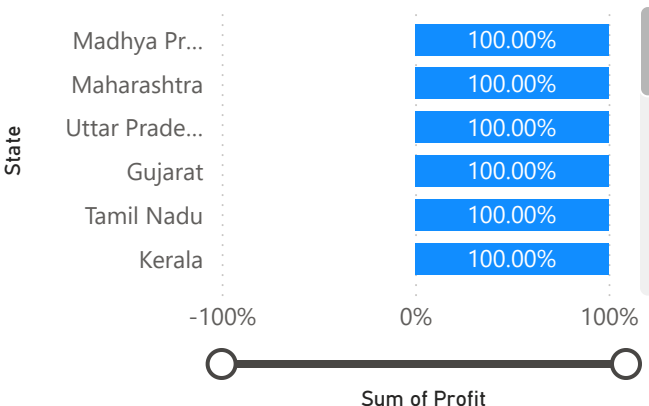 State
Madhya Pr... 100.00%
Maharashtra 100.00%
Uttar Prade... 100.00%
Gujarat 100.00%
Tamil Nadu 100.00%
Kerala 100.00%
-100% 0% 100%
Sum of Profit